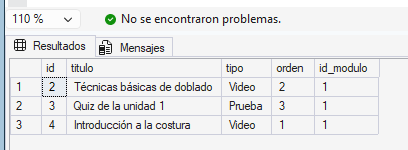 110 % No se encontraron problemas.
Resultados Mensajes
id titulo tipo orden id_modulo
1 2 Técnicas básicas de doblado Video 2 1
2 3 Quiz de la unidad 1 Prueba 3 1
3 4 Introducción a la costura Video 1 1